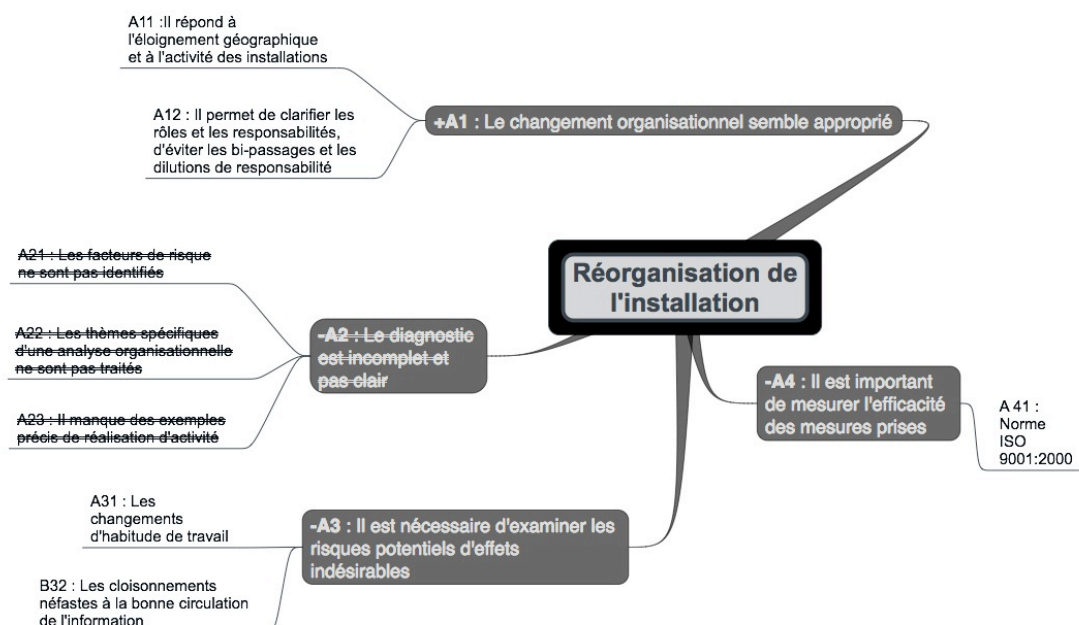 A11 :Il répond à
l'éloignement géographique
et à l'activité des installations
A12 : Il permet de clarifier les
rôles et les responsabilités,
d'éviter les bi-passages et les
dilutions de responsabilité
+A1 : Le changement organisationnel semble approprié
Réorganisation de
l'installation
A21 : Les facteurs de risque
ne sont pas identifiés
A22 : Les thèmes spécifiques
d'une analyse organisationnelle
ne sont pas traités
A23 : Il manque des exemples
précis de réalisation d'activité
-A2 : Le diagnostic
est incomplet et
pas clair
-A4 : Il est important
de mesurer l'efficacité
des mesures prises
A 41 :
Norme
ISO
9001:2000
A31 : Les
changements
d'habitude de travail
B32 : Les cloisonnements
néfastes à la bonne circulation
de l'information
-A3 : Il est nécessaire d'examiner les
risques potentiels d'effets
indésirables